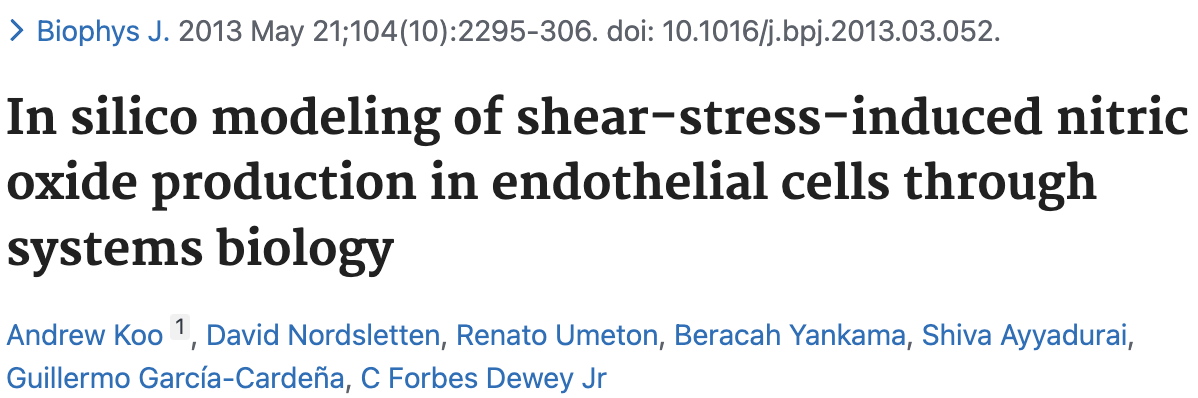 > Biophys J. 2013 May 21;104(10):2295-306. doi: 10.1016/j.bpj.2013.03.052.
In silico modeling of shear-stress-induced nitric
oxide production in endothelial cells through
systems biology
Andrew Koo 1, David Nordsletten, Renato Umeton, Beracah Yankama, Shiva Ayyadurai,
Guillermo García-Cardeña, C Forbes Dewey Jr